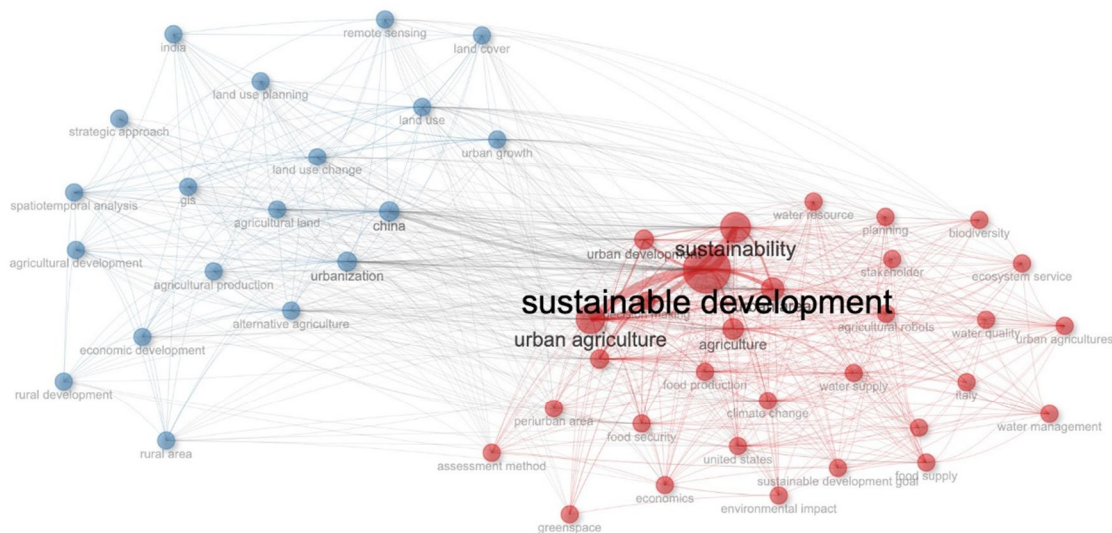 remote sensing
india
land cover
land use planning
land use
strategic approach
urban growth
land use change
spatiotemporal analysis
gis
agricultural land
china
water resource
planning
biodiversity
urban development
sustainability
agricultural development
urbanization
stakeholder
ecosystem service
agricultural production
sustainable development
alternative agriculture
agricultural robots
water quality
urban agricultures
economic development
urban agriculture
agriculture
rural development
food production
water supply
italy
climate change
periurban area
food security
water management
rural area
assessment method
united states
sustainable development goal
food supply
economics
environmental impact
greenspace